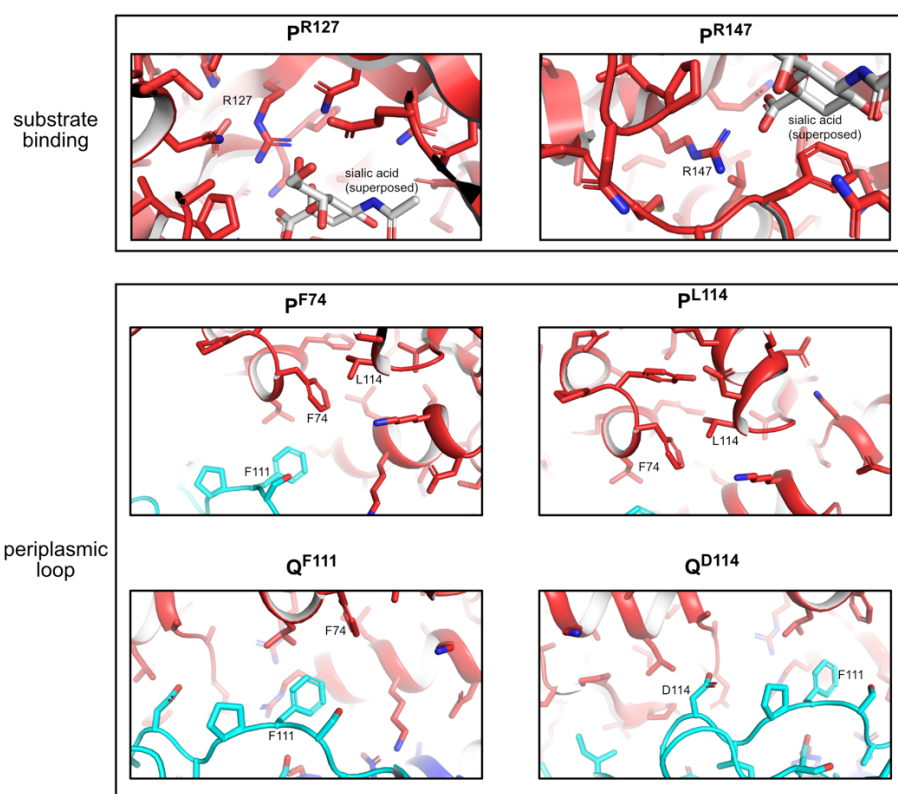 P^R127
P^R147
substrate
binding
R127
sialic acid
(superposed)
sialic acid
(superposed)
R147
P^F74
P^L114
periplasmic
loop
L114
F74
F111
L114
F74
Q^F111
Q^D114
F74
F111
F111
D114